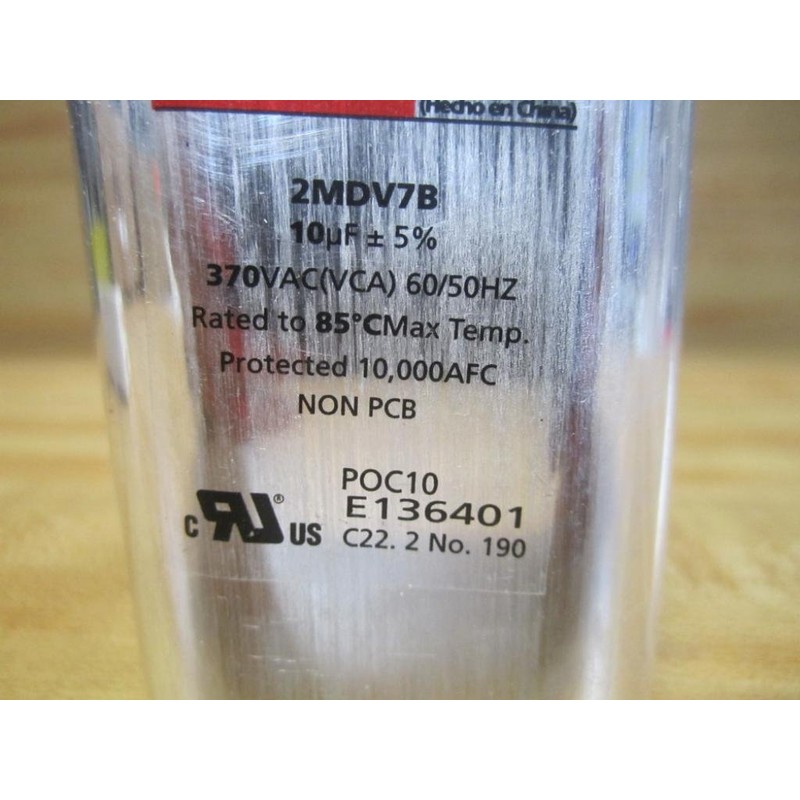 (Hecho en China)
2MDV7B
10µF ± 5%
370VAC(VCA) 60/50HZ
Rated to 85°CMax Temp.
Protected 10,000AFC
NON PCB
POC10
E136401
C22. 2 No. 190
c RU ® US